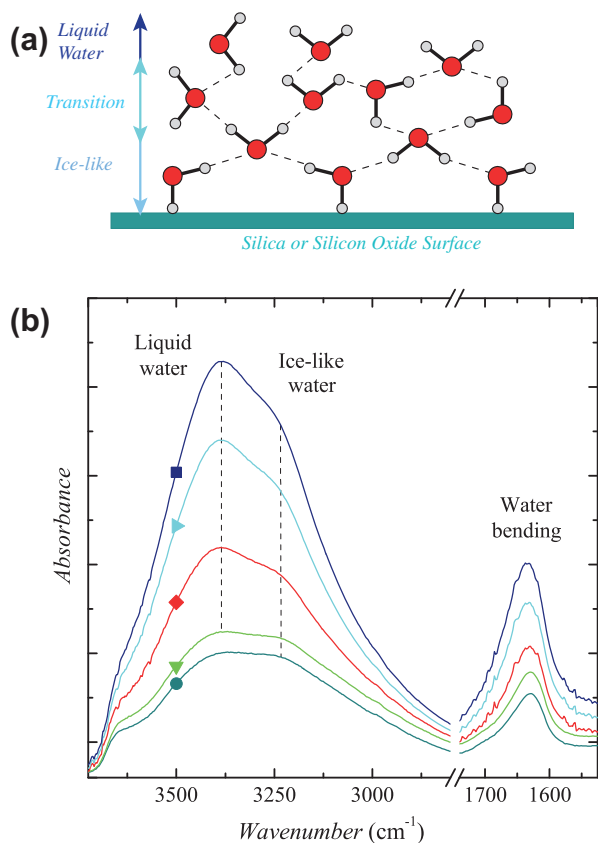 (a)
Liquid
Water
Transition
Ice-like
Silica or Silicon Oxide Surface
(b)
Liquid
water
Ice-like
water
Water
bending
Absorbance
3500
3250
3000
1700
1600
Wavenumber (cm⁻¹)